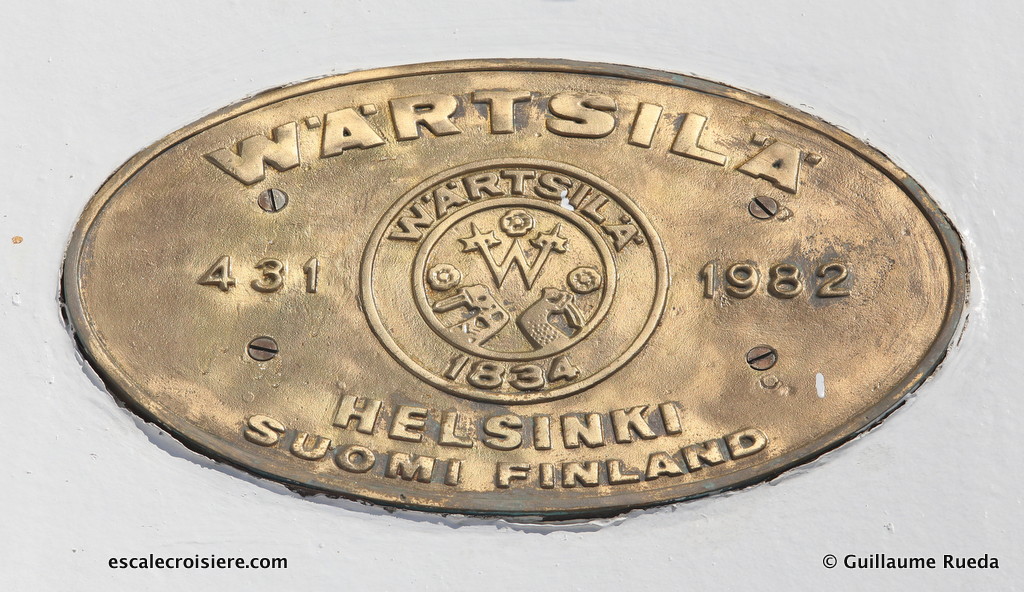 WÄRTSILÄ
WÄRTSILÄ
W
431
1982
1834
HELSINKI
SUOMI FINLAND
escalecroisiere.com
© Guillaume Rueda